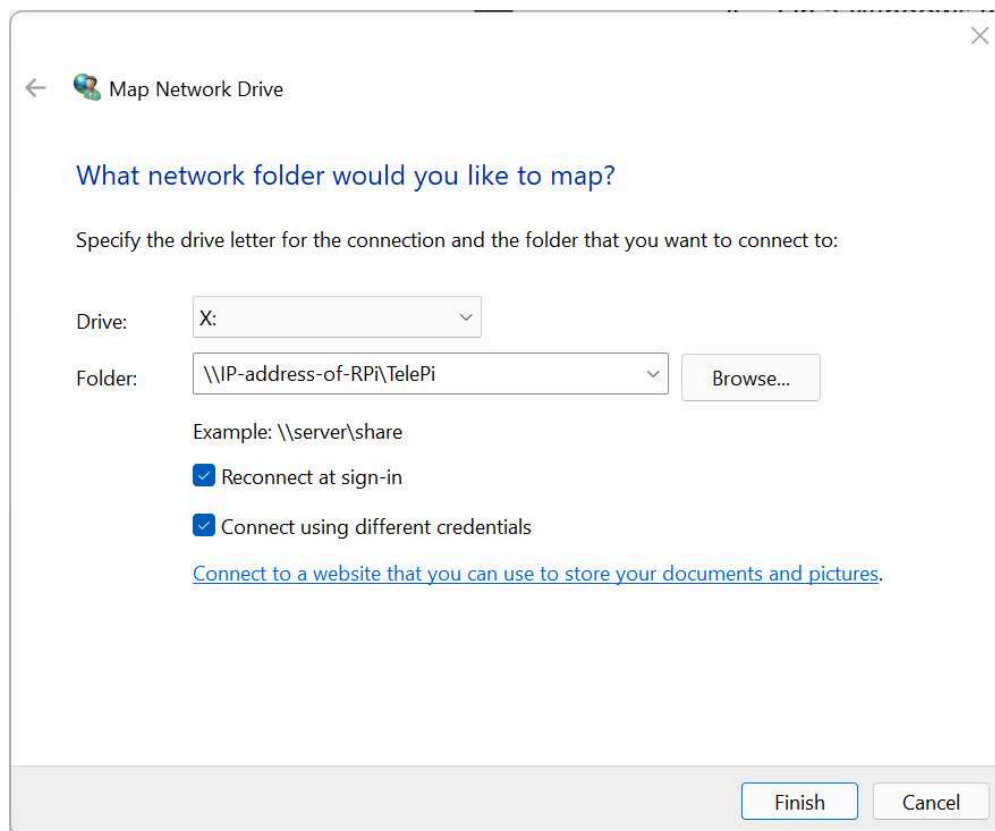 Map Network Drive
What network folder would you like to map?
Specify the drive letter for the connection and the folder that you want to connect to:
Drive: X:
Folder: \\IP-address-of-RPi\TelePi Browse...
Example: \\server\share
Reconnect at sign-in
Connect using different credentials
Connect to a website that you can use to store your documents and pictures.
Finish Cancel